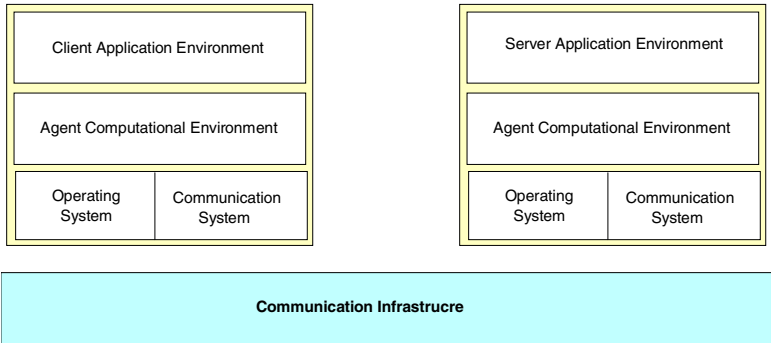 Client Application Environment
Agent Computational Environment
Operating
System
Communication
System
Server Application Environment
Agent Computational Environment
Operating
System
Communication
System
Communication Infrastrucre